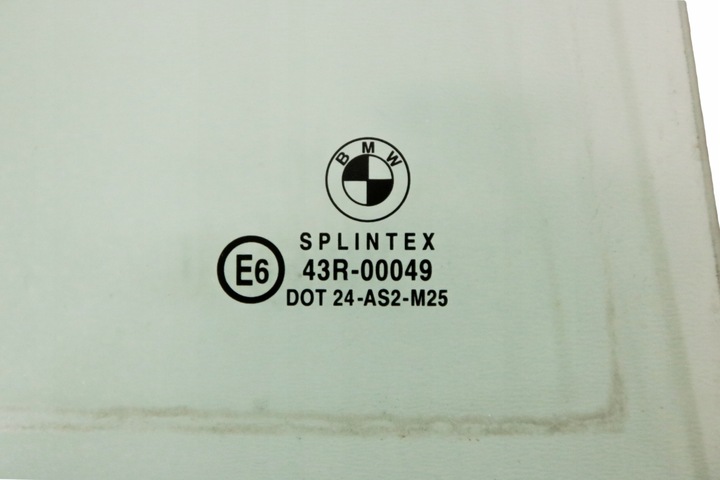 BMW
SPLINTEX
E6
43R-00049
DOT 24-AS2-M25